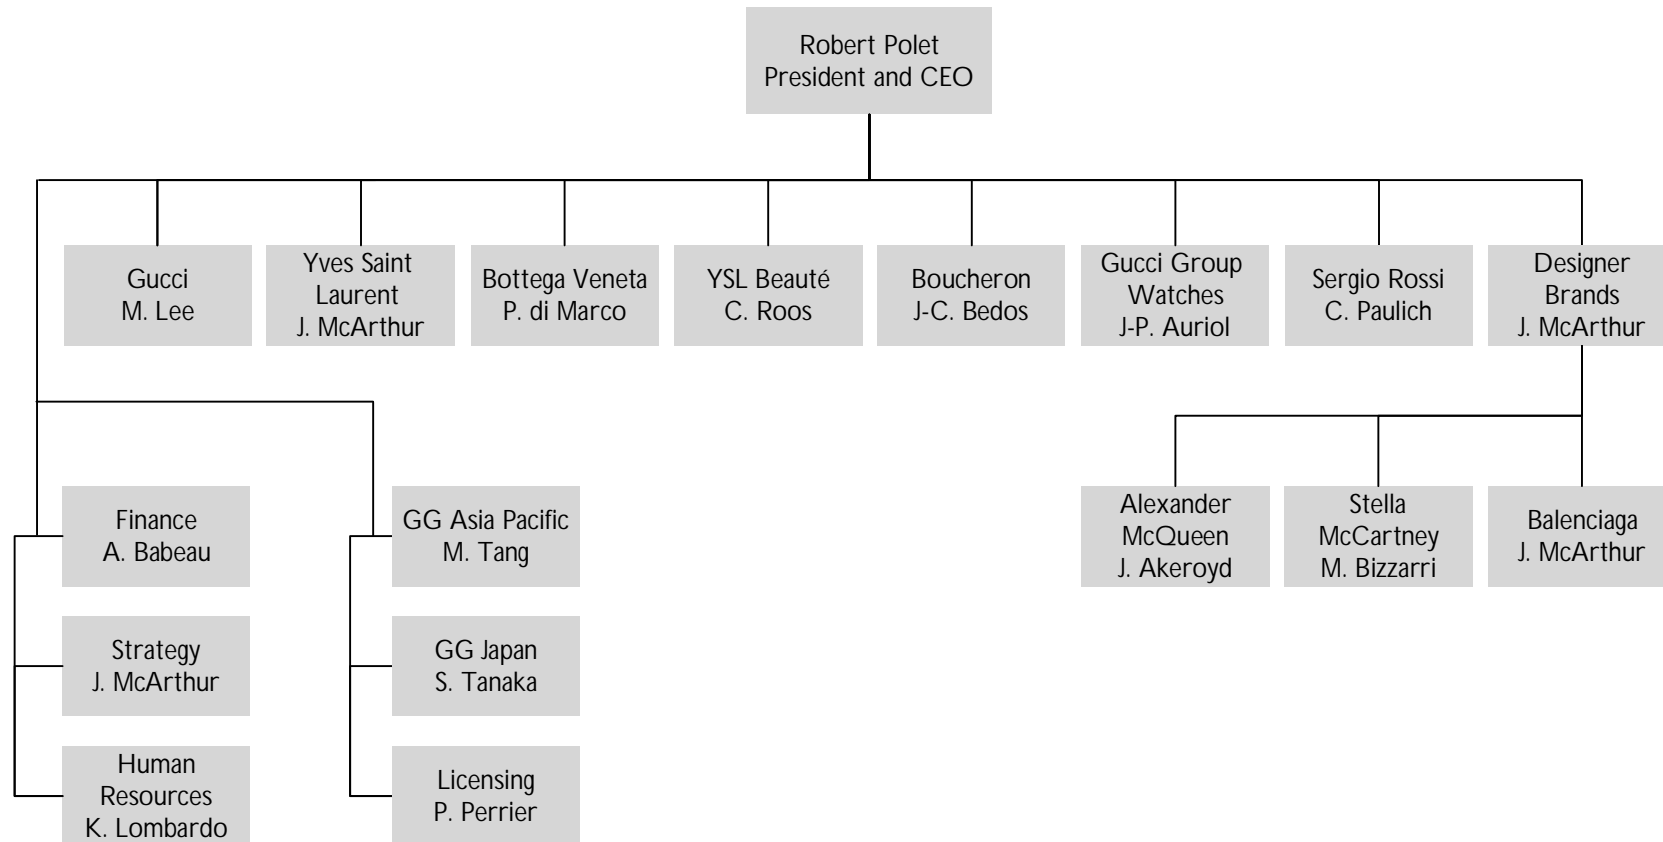 Robert Polet
President and CEO
Gucci
M. Lee
Yves Saint
Laurent
J. McArthur
Bottega Veneta
P. di Marco
YSL Beauté
C. Roos
Boucheron
J-C. Bedos
Gucci Group
Watches
J-P. Auriol
Sergio Rossi
C. Paulich
Designer
Brands
J. McArthur
Finance
A. Babeau
GG Asia Pacific
M. Tang
Alexander
McQueen
J. Akeroyd
Stella
McCartney
M. Bizzarri
Balenciaga
J. McArthur
Strategy
J. McArthur
GG Japan
S. Tanaka
Human
Resources
K. Lombardo
Licensing
P. Perrier